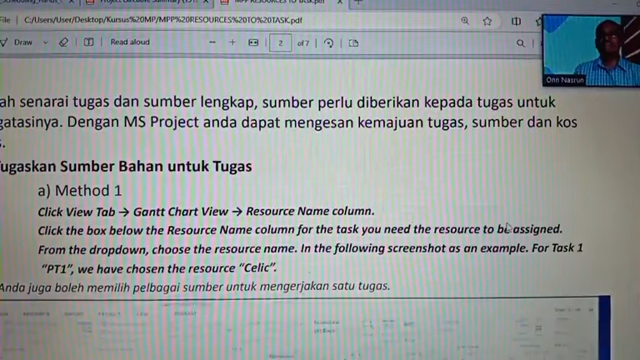 File
C:/Users/User/Desktop/Kursus%20MP/MPP%20RESOURCES%20TO%20TASK.pdf
Draw
Read aloud
2 of 7
Onn Nasrun
ah senarai tugas dan sumber lengkap, sumber perlu diberikan kepada tugas untuk
gatasinya. Dengan MS Project anda dapat mengesan kemajuan tugas, sumber dan kos
s.
ugaskan Sumber Bahan untuk Tugas
a) Method 1
Click View Tab → Gantt Chart View → Resource Name column.
Click the box below the Resource Name column for the task you need the resource to be assigned.
From the dropdown, choose the resource name. In the following screenshot as an example. For Task 1
"PT1", we have chosen the resource "Celic".
Anda juga boleh memilih pelbagai sumber untuk mengerjakan satu tugas.